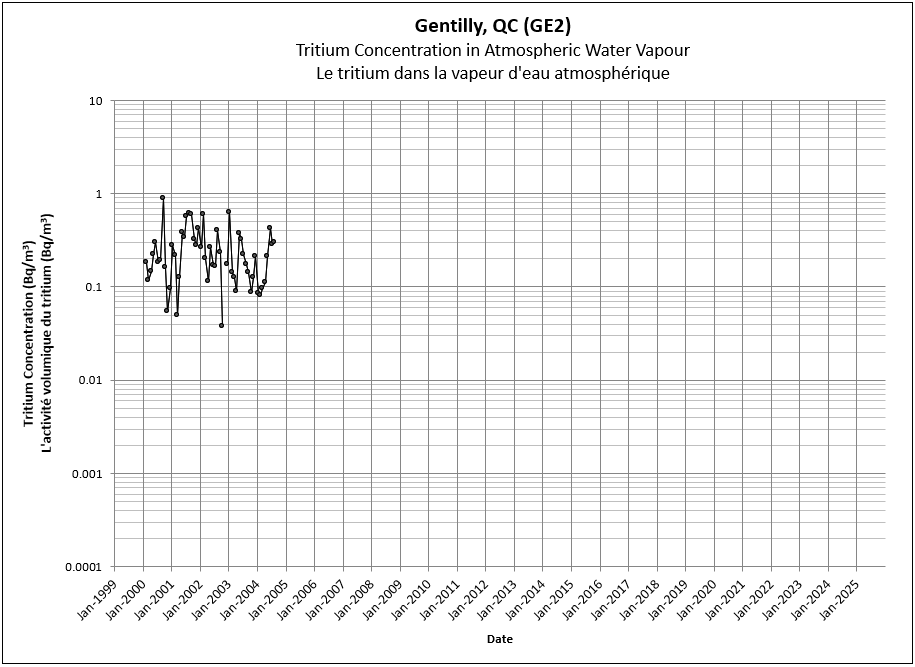 Gentilly, QC (GE2)
Tritium Concentration in Atmospheric Water Vapour
Le tritium dans la vapeur d'eau atmosphérique
Tritium Concentration (Bq/m³)
L'activité volumique du tritium (Bq/m³)
10
1
0.1
0.01
0.001
0.0001
Jan-1999
Jan-2000
Jan-2001
Jan-2002
Jan-2003
Jan-2004
Jan-2005
Jan-2006
Jan-2007
Jan-2008
Jan-2009
Jan-2010
Jan-2011
Jan-2012
Jan-2013
Jan-2014
Jan-2015
Jan-2016
Jan-2017
Jan-2018
Jan-2019
Jan-2020
Jan-2021
Jan-2022
Jan-2023
Jan-2024
Jan-2025
Date